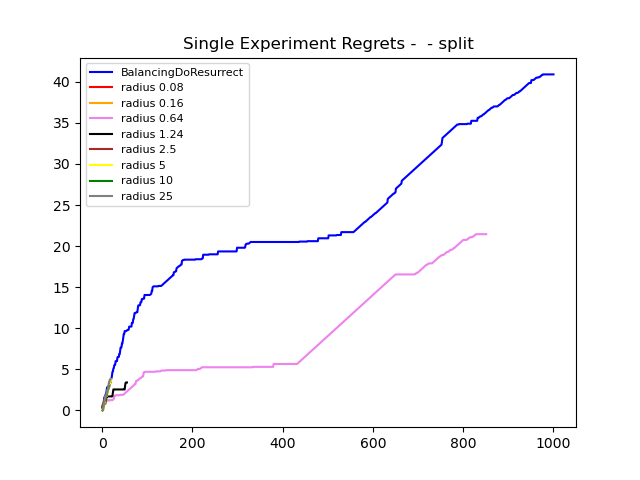 Single Experiment Regrets -  - split
BalancingDoResurrect
radius 0.08
radius 0.16
radius 0.64
radius 1.24
radius 2.5
radius 5
radius 10
radius 25
40
35
30
25
20
15
10
5
0
0 200 400 600 800 1000